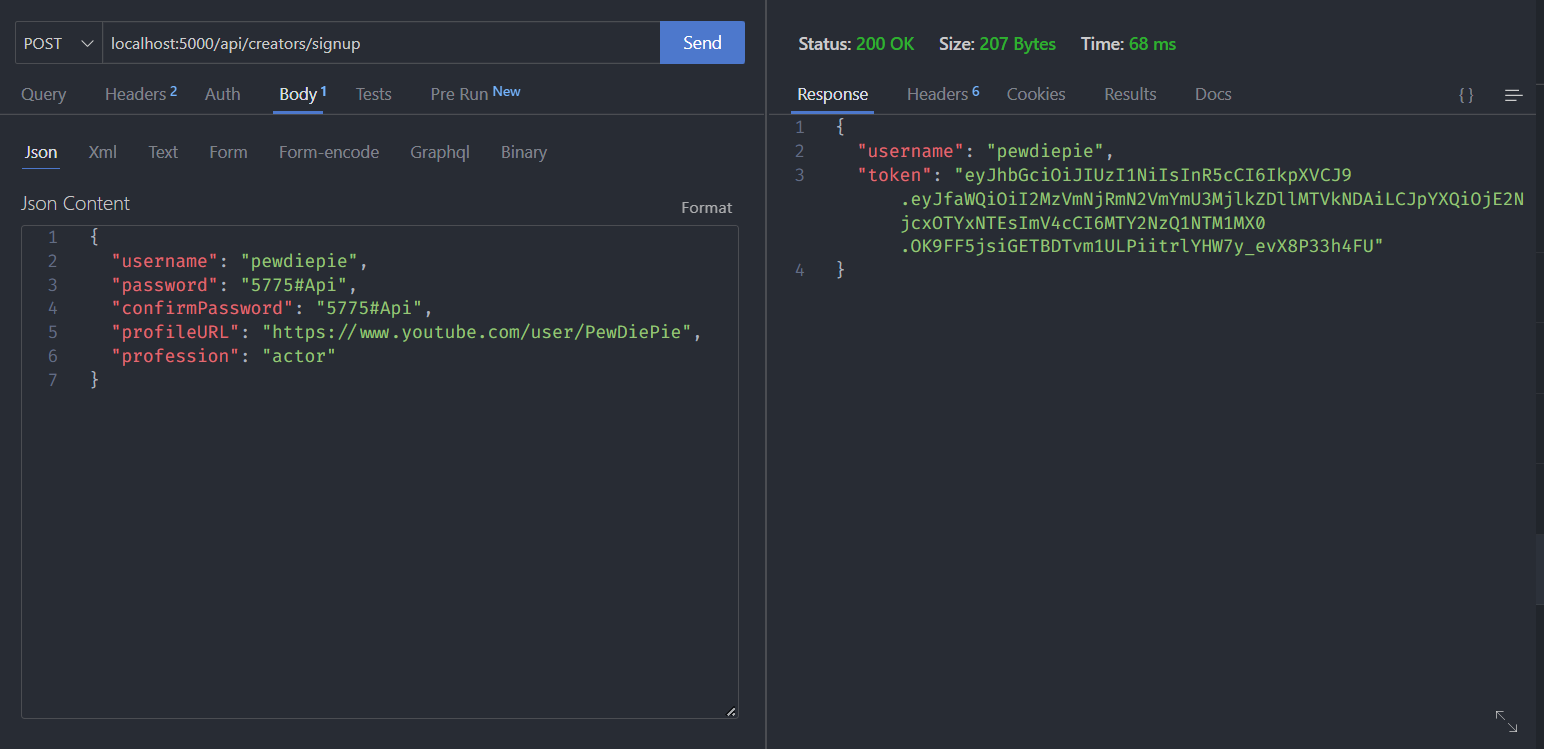 POST localhost:5000/api/creators/signup Send
Query Headers 2 Auth Body 1 Tests Pre Run New
Json Xml Text Form Form-encode Graphql Binary
Json Content Format
1 {
2 "username": "pewdiepie",
3 "password": "5775#Api",
4 "confirmPassword": "5775#Api",
5 "profileURL": "https://www.youtube.com/user/PewDiePie",
6 "profession": "actor"
7 }
Status: 200 OK Size: 207 Bytes Time: 68 ms
Response Headers 6 Cookies Results Docs { }
1 {
2 "username": "pewdiepie",
3 "token": "eyJhbGciOiJIUzI1NiIsInR5cCI6IkpXVCJ9
.eyJfaWQiOiI2MzVmNjRmN2VmYmU3MjlkZDllMTVkNDAiLCJpYXQiOjE2N
jcxOTYxNTEsImV4cCI6MTY2NzQ1NTM1MX0
.OK9FF5jsiGETBDTvm1ULPiitrlYHW7y_evX8P33h4FU"
4 }